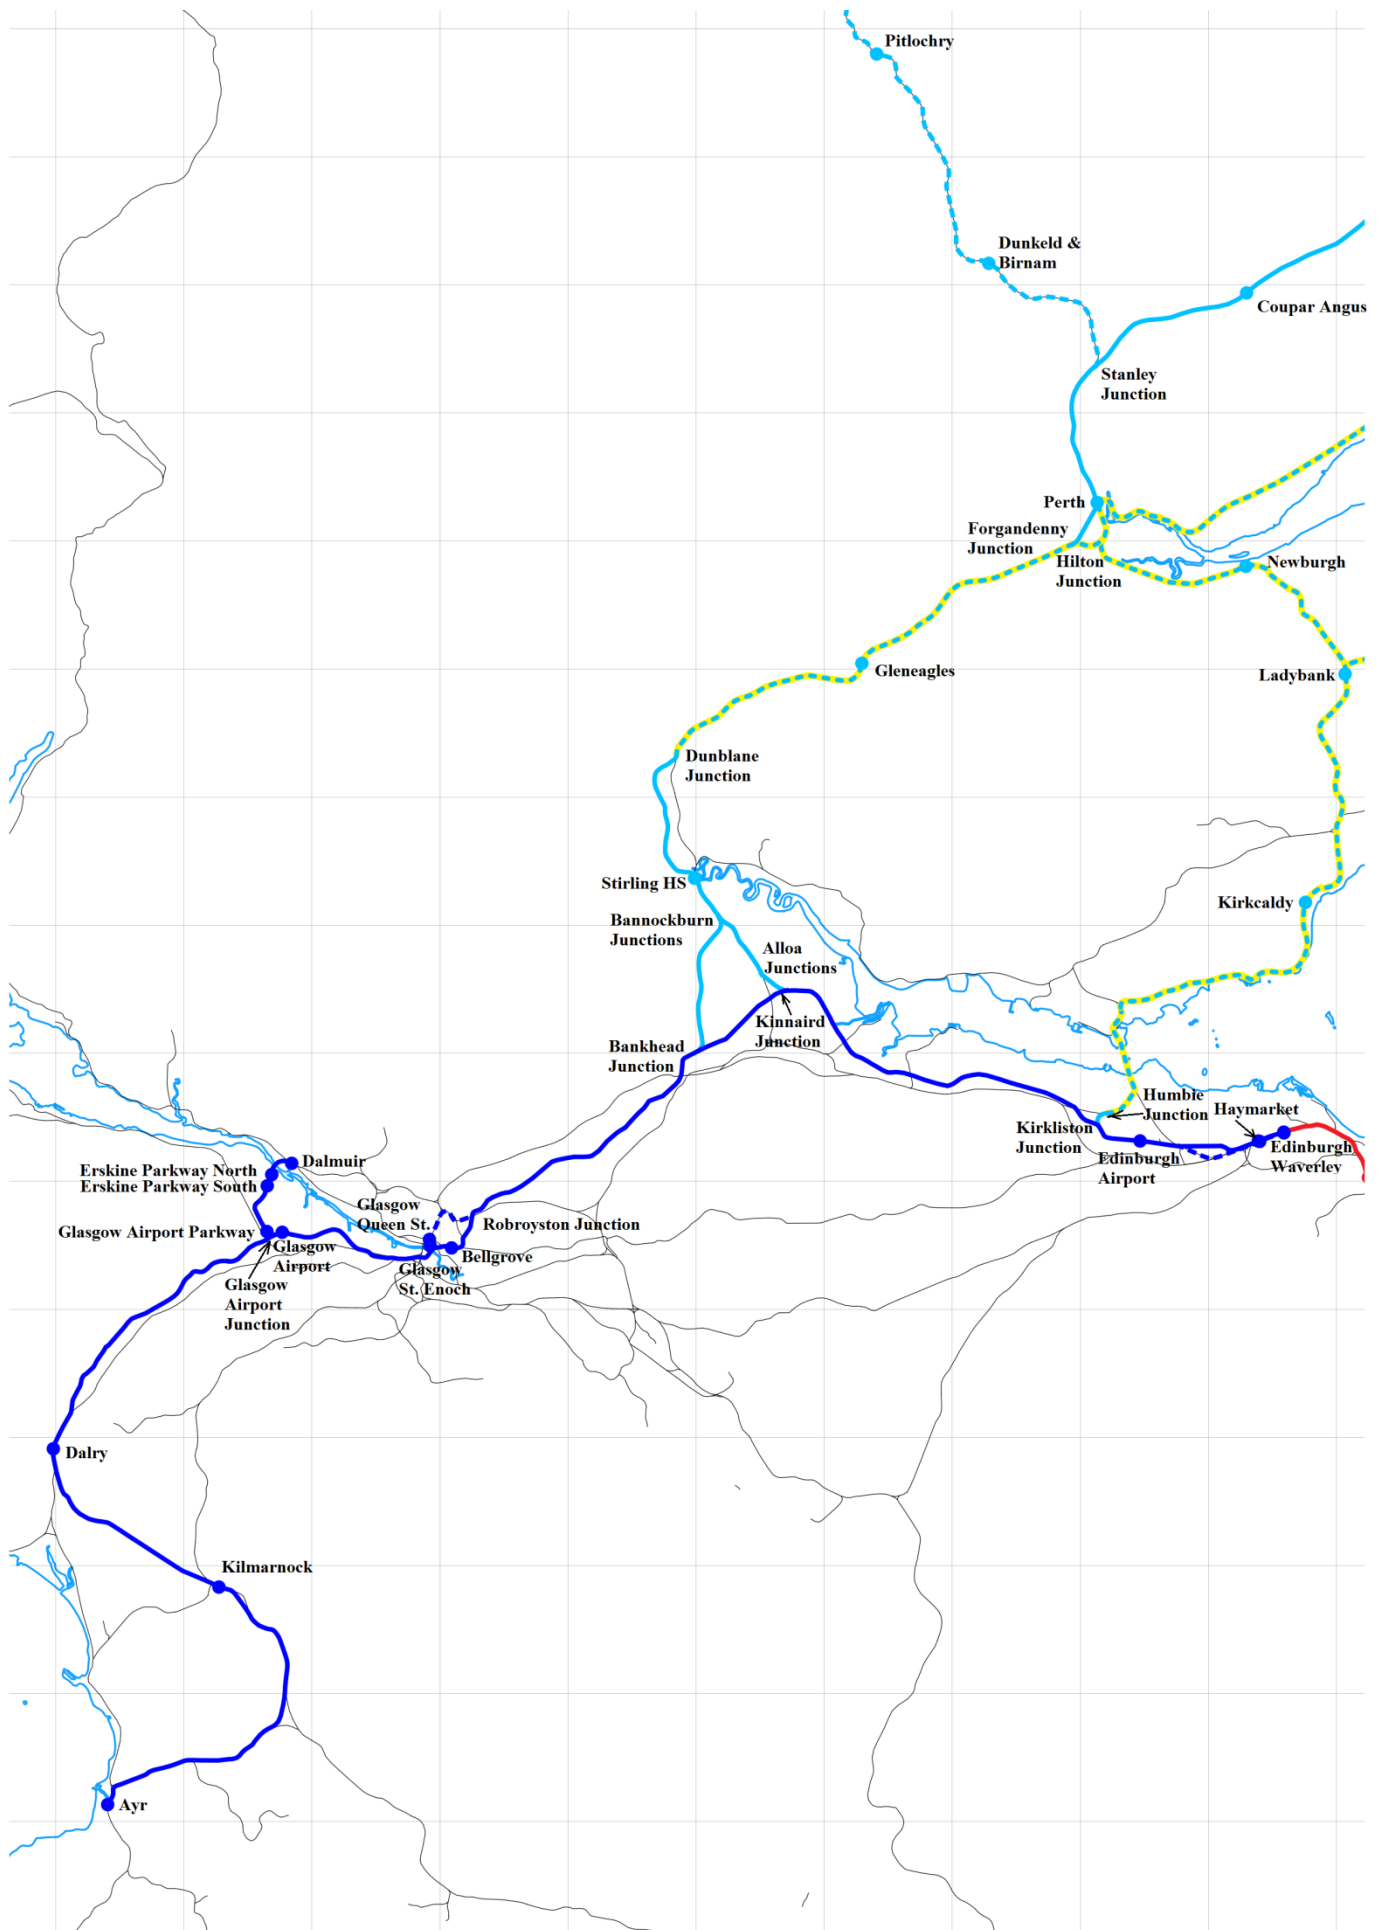 Pitlochry
Dunkeld &
Birnam
Coupar Angus
Stanley
Junction
Perth
Forgandenny
Junction
Hilton
Junction
Newburgh
Gleneagles
Ladybank
Dunblane
Junction
Stirling HS
Kirkcaldy
Bannockburn
Junctions
Alloa
Junctions
Kinnaird
Junction
Bankhead
Junction
Humbie
Junction
Haymarket
Kirkliston
Junction
Edinburgh
Airport
Edinburgh
Waverley
Dalmuir
Erskine Parkway North
Erskine Parkway South
Glasgow
Queen St.
Robroyston Junction
Glasgow Airport Parkway
Glasgow
Airport
Bellgrove
Glasgow
St. Enoch
Glasgow
Airport
Junction
Dalry
Kilmarnock
Ayr